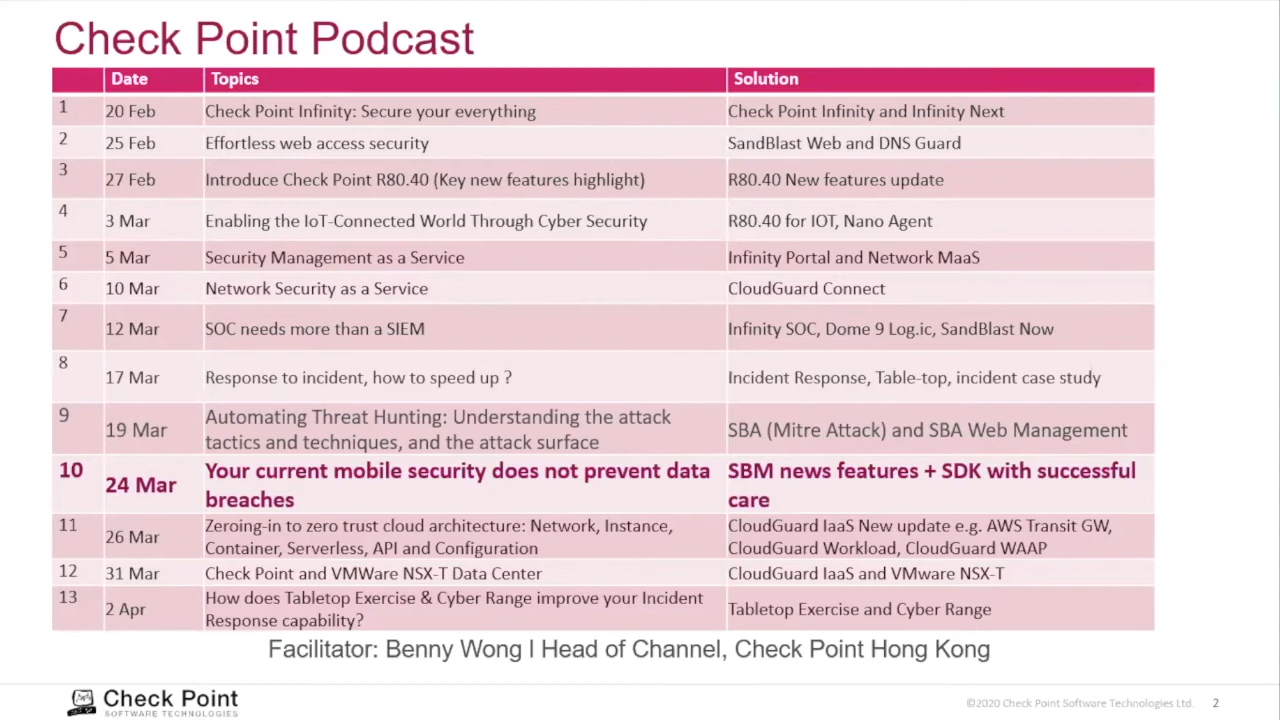 Check Point Podcast
Date Topics Solution
1 20 Feb Check Point Infinity: Secure your everything Check Point Infinity and Infinity Next
2 25 Feb Effortless web access security SandBlast Web and DNS Guard
3 27 Feb Introduce Check Point R80.40 (Key new features highlight) R80.40 New features update
4 3 Mar Enabling the IoT-Connected World Through Cyber Security R80.40 for IOT, Nano Agent
5 5 Mar Security Management as a Service Infinity Portal and Network MaaS
6 10 Mar Network Security as a Service CloudGuard Connect
7 12 Mar SOC needs more than a SIEM Infinity SOC, Dome 9 Log.ic, SandBlast Now
8 17 Mar Response to incident, how to speed up ? Incident Response, Table-top, incident case study
9 19 Mar Automating Threat Hunting: Understanding the attack
tactics and techniques, and the attack surface SBA (Mitre Attack) and SBA Web Management
10 24 Mar Your current mobile security does not prevent data
breaches SBM news features + SDK with successful
care
11 26 Mar Zeroing-in to zero trust cloud architecture: Network, Instance,
Container, Serverless, API and Configuration CloudGuard IaaS New update e.g. AWS Transit GW,
CloudGuard Workload, CloudGuard WAAP
12 31 Mar Check Point and VMWare NSX-T Data Center CloudGuard IaaS and VMware NSX-T
13 2 Apr How does Tabletop Exercise & Cyber Range improve your Incident
Response capability? Tabletop Exercise and Cyber Range
Facilitator: Benny Wong l Head of Channel, Check Point Hong Kong
Check Point
SOFTWARE TECHNOLOGIES
©2020 Check Point Software Technologies Ltd. 2